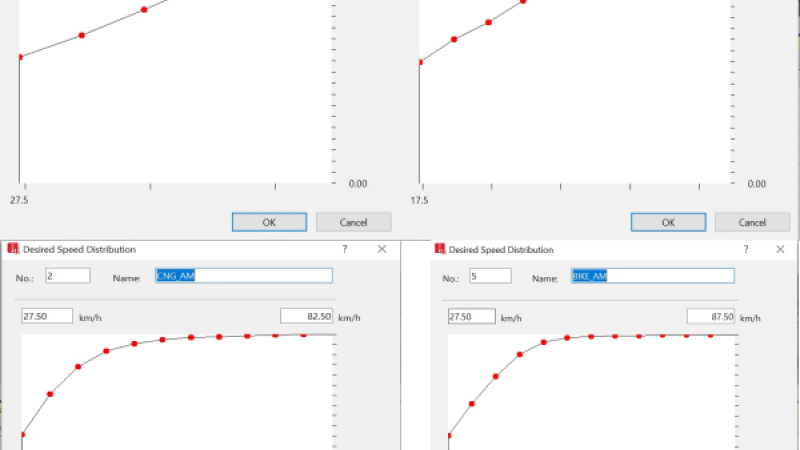 0.00
0.00
27.5
17.5
OK
Cancel
OK
Cancel
Desired Speed Distribution
?
Desired Speed Distribution
?
No.: 2
Name: CNG_AM
No.: 5
Name: BIKE_AM
27.50 km/h
82.50 km/h
27.50 km/h
87.50 km/h